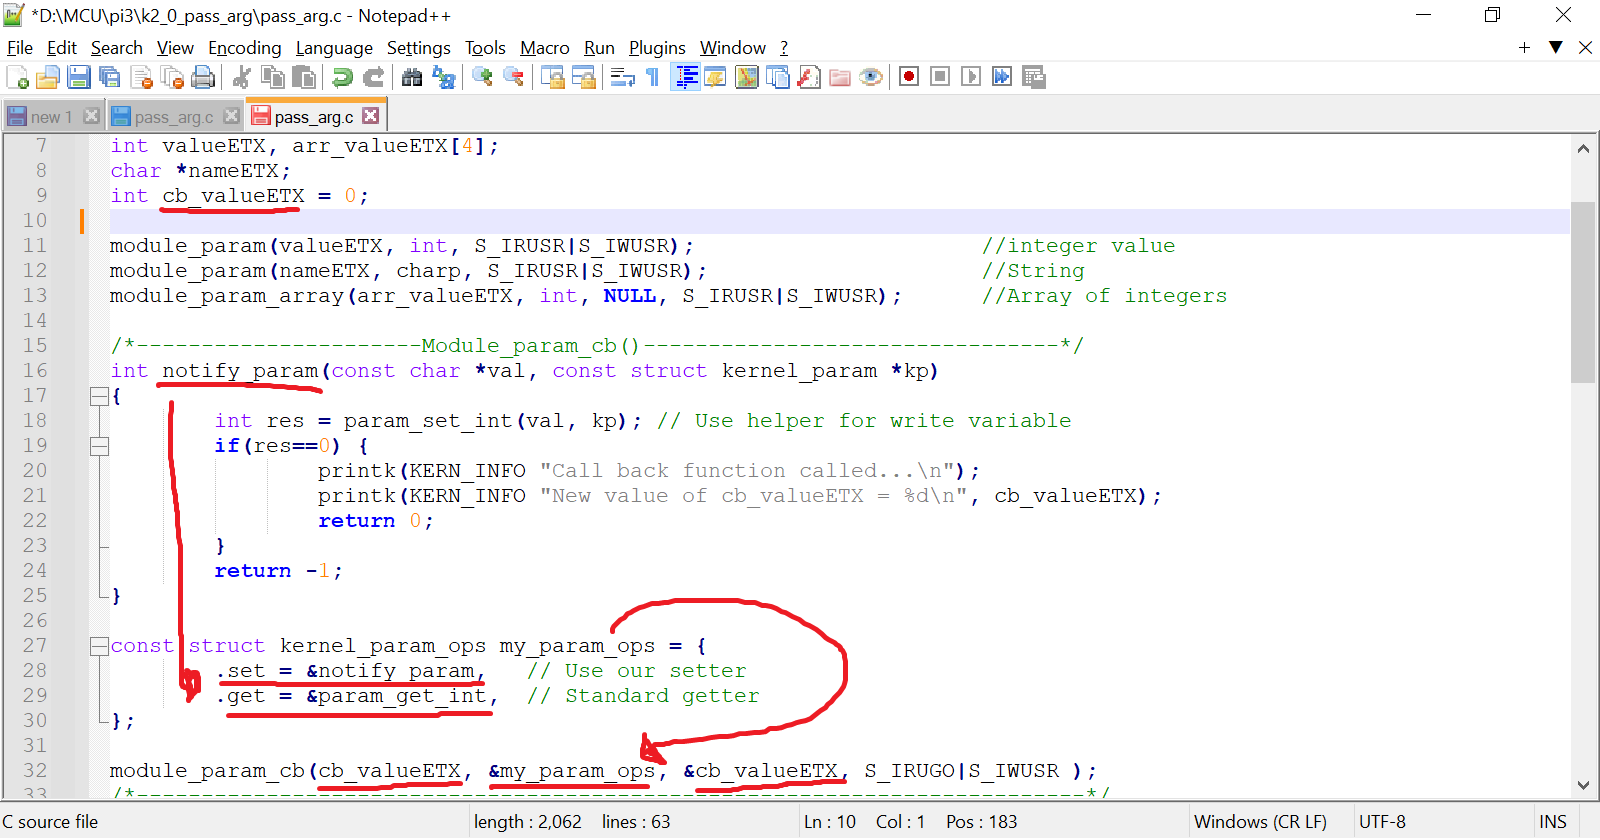 *D:\MCU\pi3\k2_0_pass_arg\pass_arg.c - Notepad++
File Edit Search View Encoding Language Settings Tools Macro Run Plugins Window ?
new 1 pass_arg.c pass_arg.c
7 int valueETX, arr_valueETX[4];
8 char *nameETX;
9 int cb_valueETX = 0;
10
11 module_param(valueETX, int, S_IRUSR|S_IWUSR); //integer value
12 module_param(nameETX, charp, S_IRUSR|S_IWUSR); //String
13 module_param_array(arr_valueETX, int, NULL, S_IRUSR|S_IWUSR); //Array of integers
14
15 /*----------------------Module_param_cb()--------------------------------*/
16 int notify_param(const char *val, const struct kernel_param *kp)
17 {
18 int res = param_set_int(val, kp); // Use helper for write variable
19 if(res==0) {
20 printk(KERN_INFO "Call back function called...\n");
21 printk(KERN_INFO "New value of cb_valueETX = %d\n", cb_valueETX);
22 return 0;
23 }
24 return -1;
25 }
26
27 const struct kernel_param_ops my_param_ops = {
28 .set = &notify_param, // Use our setter
29 .get = &param_get_int, // Standard getter
30 };
31
32 module_param_cb(cb_valueETX, &my_param_ops, &cb_valueETX, S_IRUGO|S_IWUSR );
33 /*-------------------------------------------------------------------------*/
C source file length : 2,062 lines : 63 Ln : 10 Col : 1 Pos : 183 Windows (CR LF) UTF-8 INS